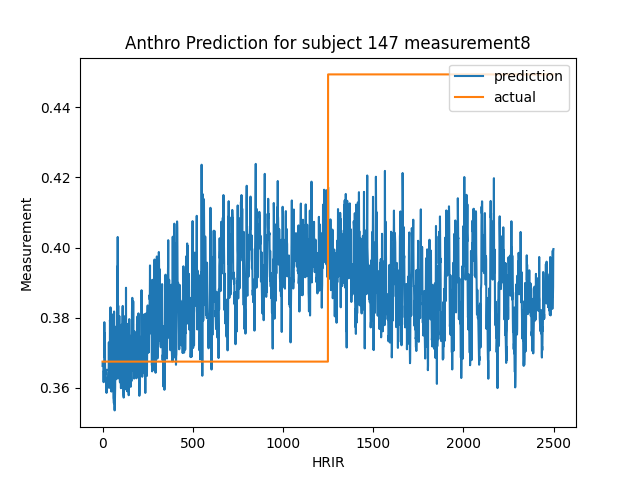 Anthro Prediction for subject 147 measurement8
prediction
actual
Measurement
0.44
0.42
0.40
0.38
0.36
0
500
1000
1500
2000
2500
HRIR